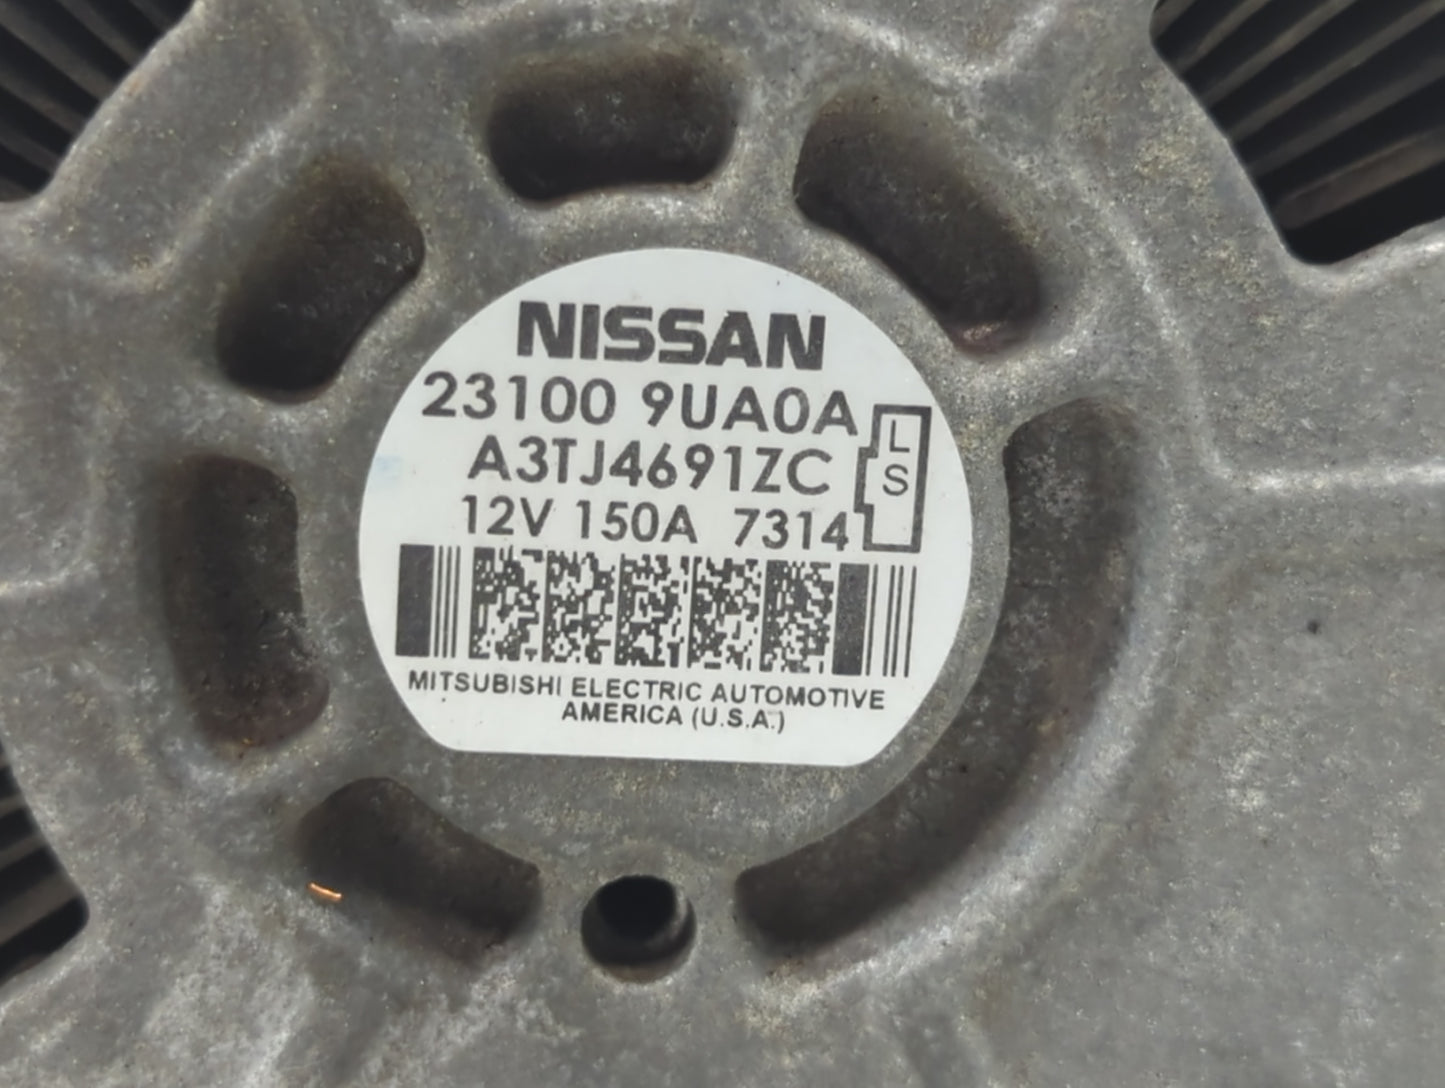 NISSAN
23100 9UA0A
A3TJ4691ZC
12V 150A 7314
L
S
MITSUBISHI ELECTRIC AUTOMOTIVE
AMERICA (U.S.A.)